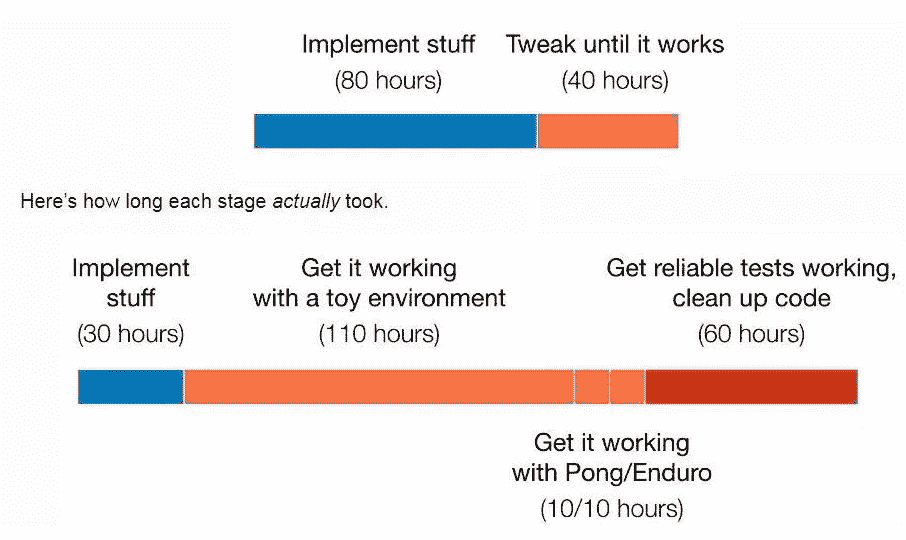 Implement stuff
(80 hours)
Tweak until it works
(40 hours)
Here's how long each stage actually took.
Implement
stuff
(30 hours)
Get it working
with a toy environment
(110 hours)
Get reliable tests working,
clean up code
(60 hours)
Get it working
with Pong/Enduro
(10/10 hours)